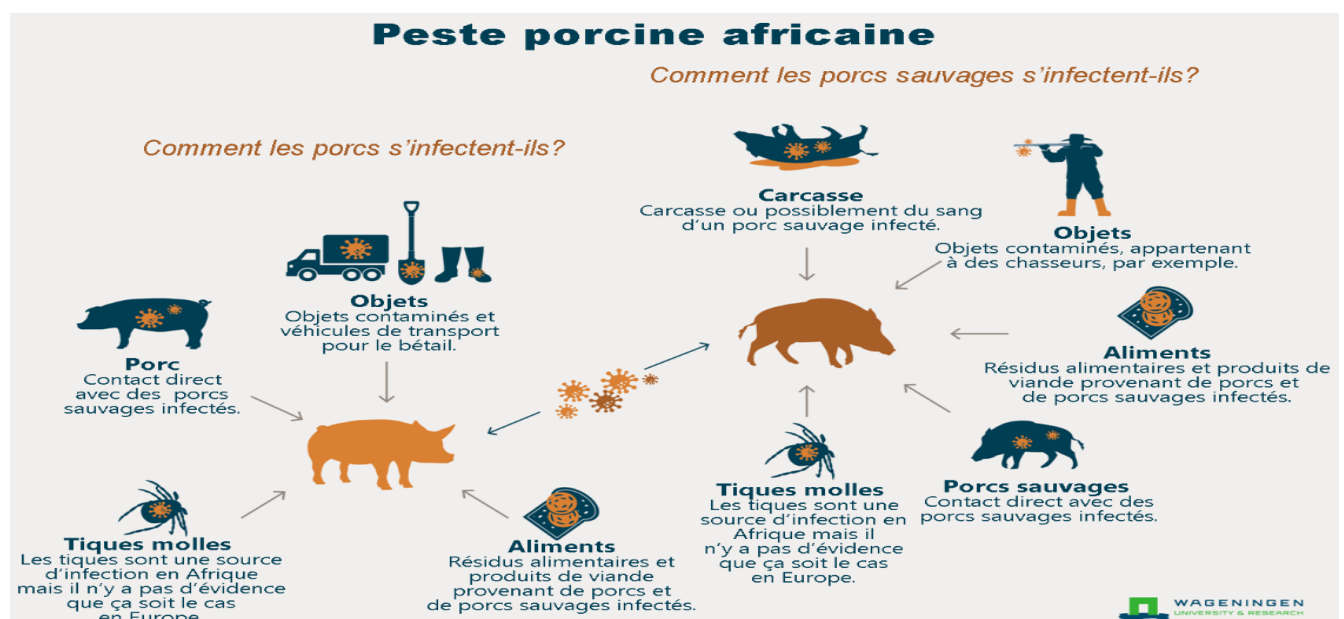 Peste porcine africaine
Comment les porcs sauvages s'infectent-ils?
Comment les porcs s'infectent-ils?
Carcasse
Carcasse ou possiblement du sang
d'un porc sauvage infecté.
Objets
Objets contaminés, appartenant
à des chasseurs, par exemple.
Objets
Objets contaminés et
véhicules de transport
pour le bétail.
Porc
Contact direct
avec des porcs
sauvages infectés.
Aliments
Résidus alimentaires et produits de
viande provenant de porcs et
de porcs sauvages infectés.
Tiques molles
Les tiques sont une source
d'infection en Afrique
mais il n'y a pas d'évidence
que ça soit le cas
en Europe.
Aliments
Résidus alimentaires et
produits de viande
provenant de porcs et
de porcs sauvages infectés.
Tiques molles
Les tiques sont une
source d'infection en
Afrique mais il
n'y a pas d'évidence
que ça soit le cas
en Europe.
Porcs sauvages
Contact direct avec des
porcs sauvages infectés.
WAGENINGEN
UNIVERSITY & RESEARCH